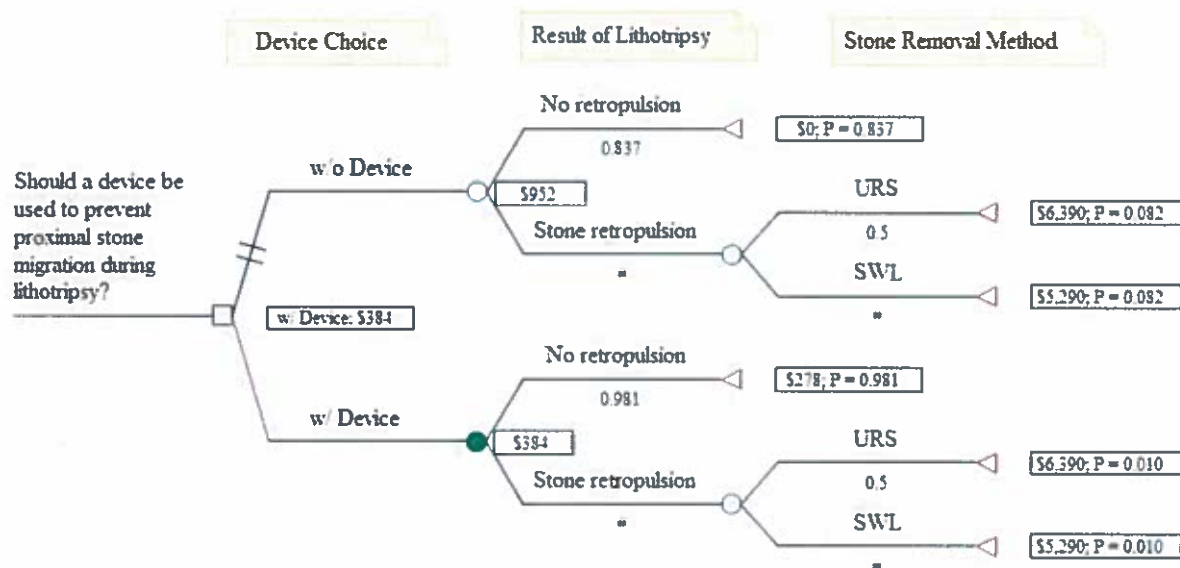 Device Choice
Result of Lithotripsy
Stone Removal Method
No retropulsion
0.837
$0; P = 0.837
w/o Device
$952
Should a device be
used to prevent
proximal stone
migration during
lithotripsy?
URS
0.5
$6,390; P = 0.082
Stone retropulsion
#
SWL
#
$5,290; P = 0.082
w/ Device: $384
No retropulsion
0.981
$278; P = 0.981
w/ Device
$384
URS
0.5
$6,390; P = 0.010
Stone retropulsion
#
SWL
#
$5,290; P = 0.010